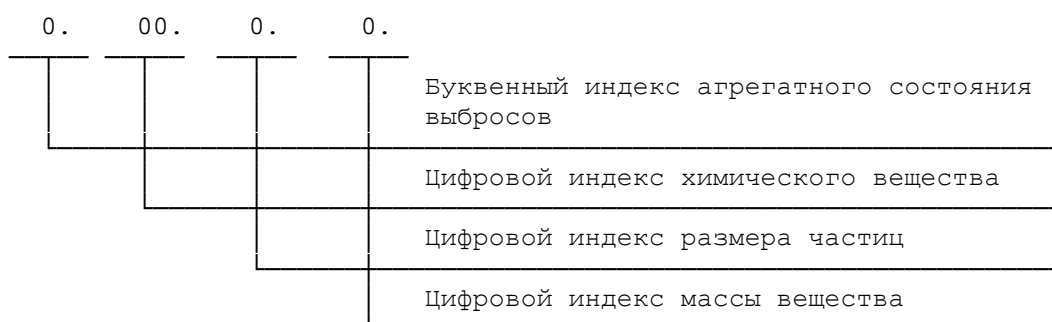 0. 00. 0. 0.
Буквенный индекс агрегатного состояния
выбросов
Цифровой индекс химического вещества
Цифровой индекс размера частиц
Цифровой индекс массы вещества